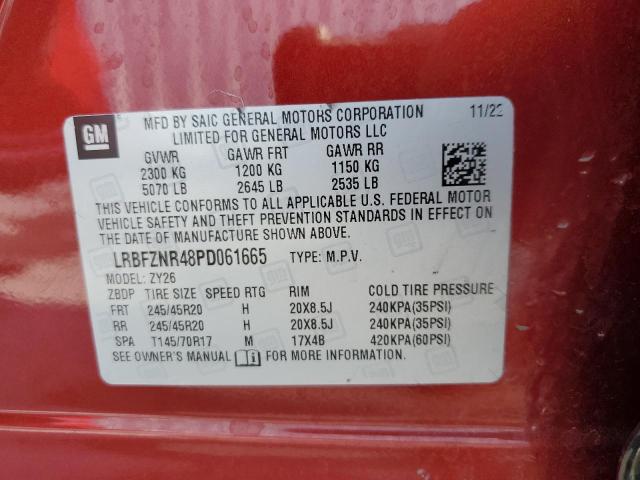 GM
MFD BY SAIC GENERAL MOTORS CORPORATION 11/22
LIMITED FOR GENERAL MOTORS LLC
GVWR GAWR FRT GAWR RR
2300 KG 1200 KG 1150 KG
5070 LB 2645 LB 2535 LB
THIS VEHICLE CONFORMS TO ALL APPLICABLE U.S. FEDERAL MOTOR
VEHICLE SAFETY AND THEFT PREVENTION STANDARDS IN EFFECT ON
THE DATE OF MANUFACTURE SHOWN ABOVE.
LRBFZNR48PD061665 TYPE: M.P.V.
MODEL: ZY26
ZBDP TIRE SIZE SPEED RTG RIM COLD TIRE PRESSURE
FRT 245/45R20 H 20X8.5J 240KPA(35PSI)
RR 245/45R20 H 20X8.5J 240KPA(35PSI)
SPA T145/70R17 M 17X4B 420KPA(60PSI)
SEE OWNER'S MANUAL FOR MORE INFORMATION.